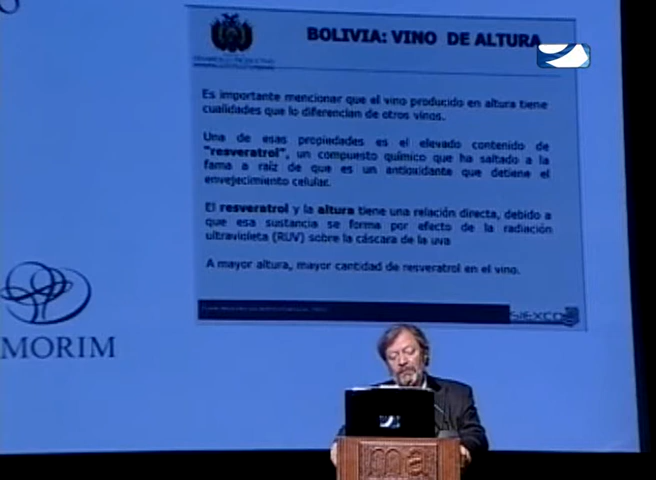 BOLIVIA: VINO DE ALTURA
Es importante mencionar que el vino producido en altura tiene
cualidades que lo diferencian de otros vinos.
Una de esas propiedades es el elevado contenido de
"resveratrol", un compuesto químico que ha saltado a la
fama a raíz de que es un antioxidante que detiene el
envejecimiento celular.
El resveratrol y la altura tiene una relación directa, debido a
que esa sustancia se forma por efecto de la radiación
ultravioleta (RUV) sobre la cáscara de la uva
A mayor altura, mayor cantidad de resveratrol en el vino.
SIEXCO
MORIM